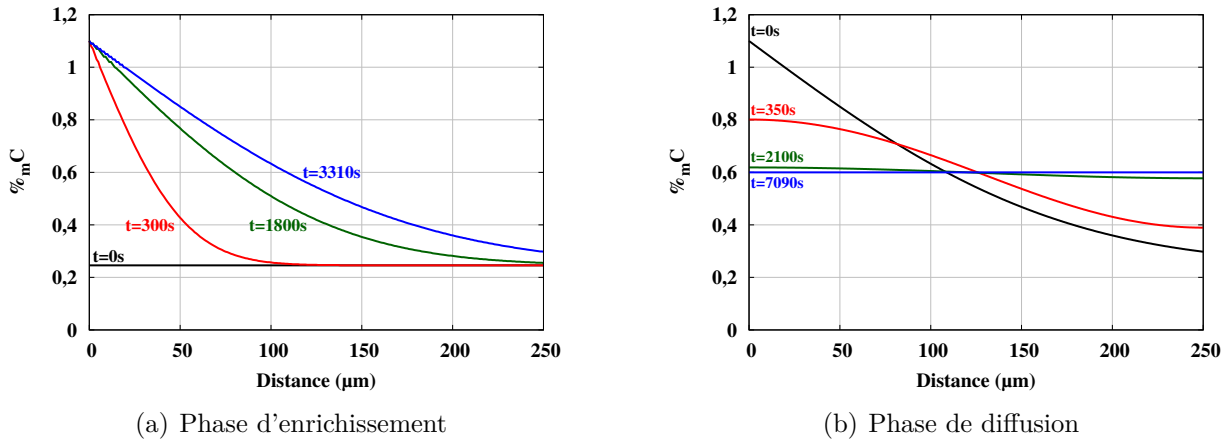 1,2
1
0,8
0,6
0,4
0,2
0
%mC
t=0s
t=300s
t=1800s
t=3310s
0 50 100 150 200 250
Distance (µm)
(a) Phase d'enrichissement
1,2
1
0,8
0,6
0,4
0,2
0
%mC
t=0s
t=350s
t=2100s
t=7090s
0 50 100 150 200 250
Distance (µm)
(b) Phase de diffusion